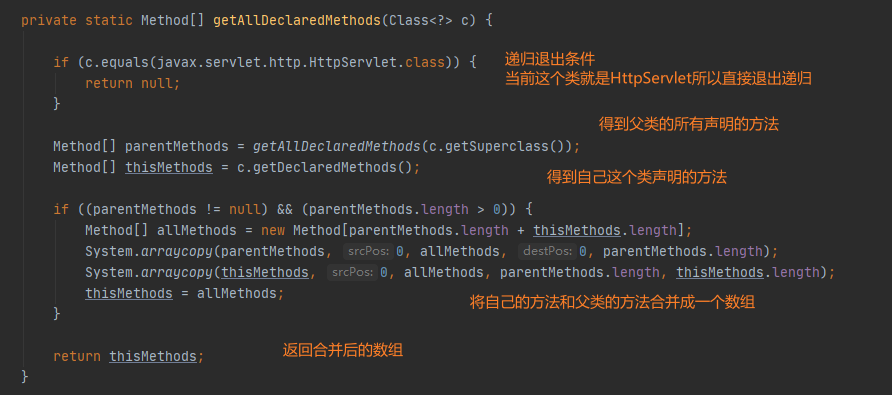 private static Method[] getAllDeclaredMethods(Class<?> c) {
if (c.equals(javax.servlet.http.HttpServlet.class)) {
递归退出条件
当前这个类就是HttpServlet所以直接退出递归
return null;
}
得到父类的所有声明的方法
Method[] parentMethods = getAllDeclaredMethods(c.getSuperclass());
Method[] thisMethods = c.getDeclaredMethods();
得到自己这个类声明的方法
if ((parentMethods != null) && (parentMethods.length > 0)) {
Method[] allMethods = new Method[parentMethods.length + thisMethods.length];
System.arraycopy(parentMethods, srcPos: 0, allMethods, destPos: 0, parentMethods.length);
System.arraycopy(thisMethods, srcPos: 0, allMethods, parentMethods.length, thisMethods.length);
thisMethods = allMethods;
将自己的方法和父类的方法合并成一个数组
}
返回合并后的数组
return thisMethods;
}